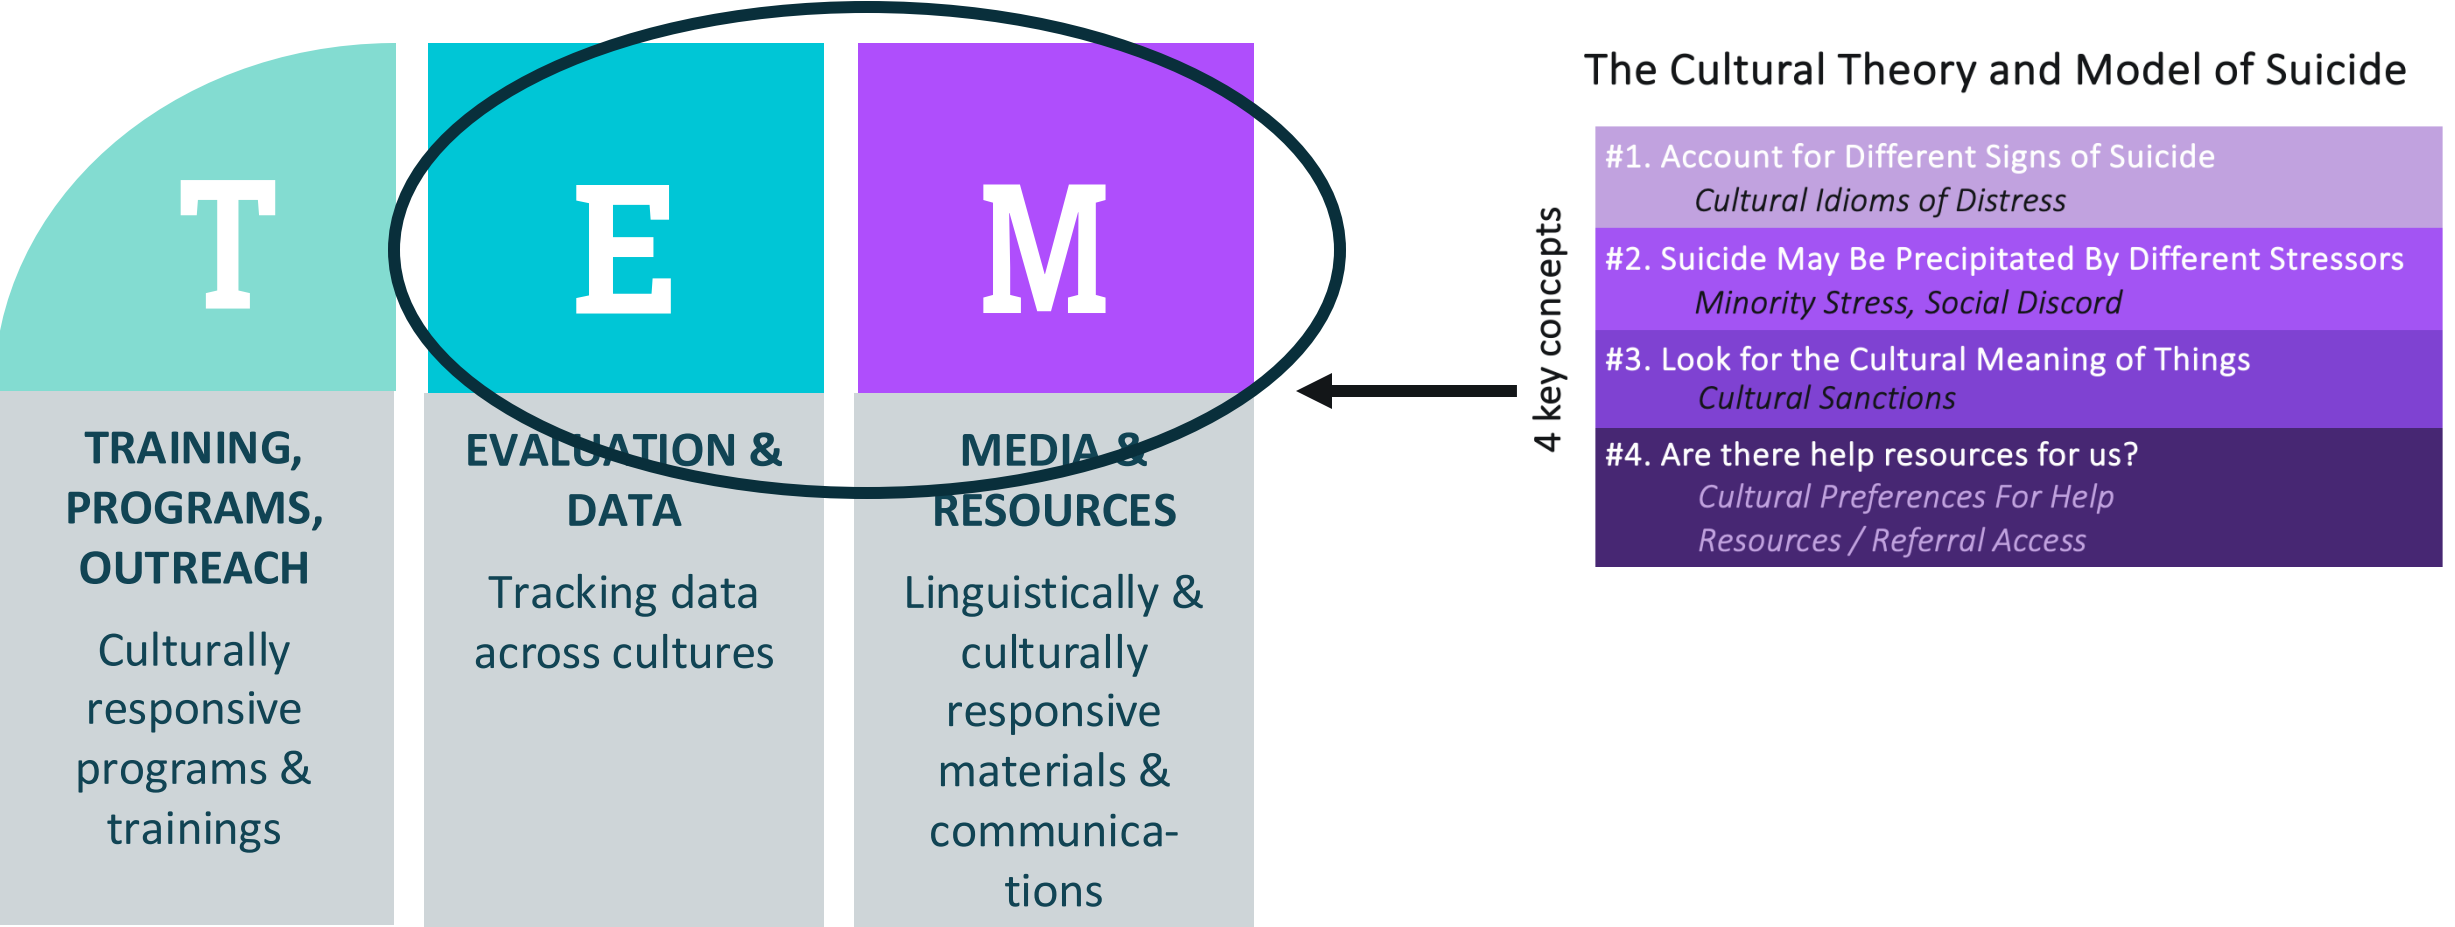 T
TRAINING,
PROGRAMS,
OUTREACH
Culturally
responsive
programs &
trainings
E
EVALUATION &
DATA
Tracking data
across cultures
M
MEDIA &
RESOURCES
Linguistically &
culturally
responsive
materials &
communica-
tions
The Cultural Theory and Model of Suicide
4 key concepts
#1. Account for Different Signs of Suicide
Cultural Idioms of Distress
#2. Suicide May Be Precipitated By Different Stressors
Minority Stress, Social Discord
#3. Look for the Cultural Meaning of Things
Cultural Sanctions
#4. Are there help resources for us?
Cultural Preferences For Help
Resources / Referral Access